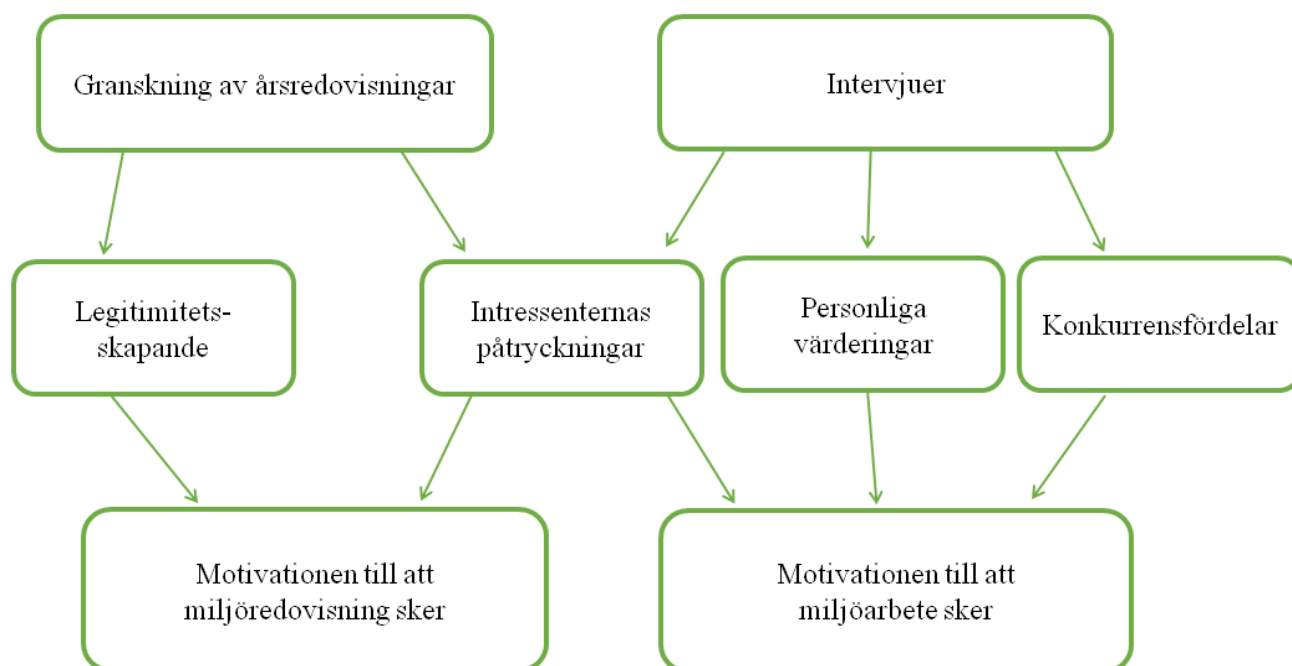 Granskning av årsredovisningar
Intervjuer
Legitimitets-
skapande
Intressenternas
påtryckningar
Personliga
värderingar
Konkurrensfördelar
Motivationen till att
miljöredovisning sker
Motivationen till att
miljöarbete sker